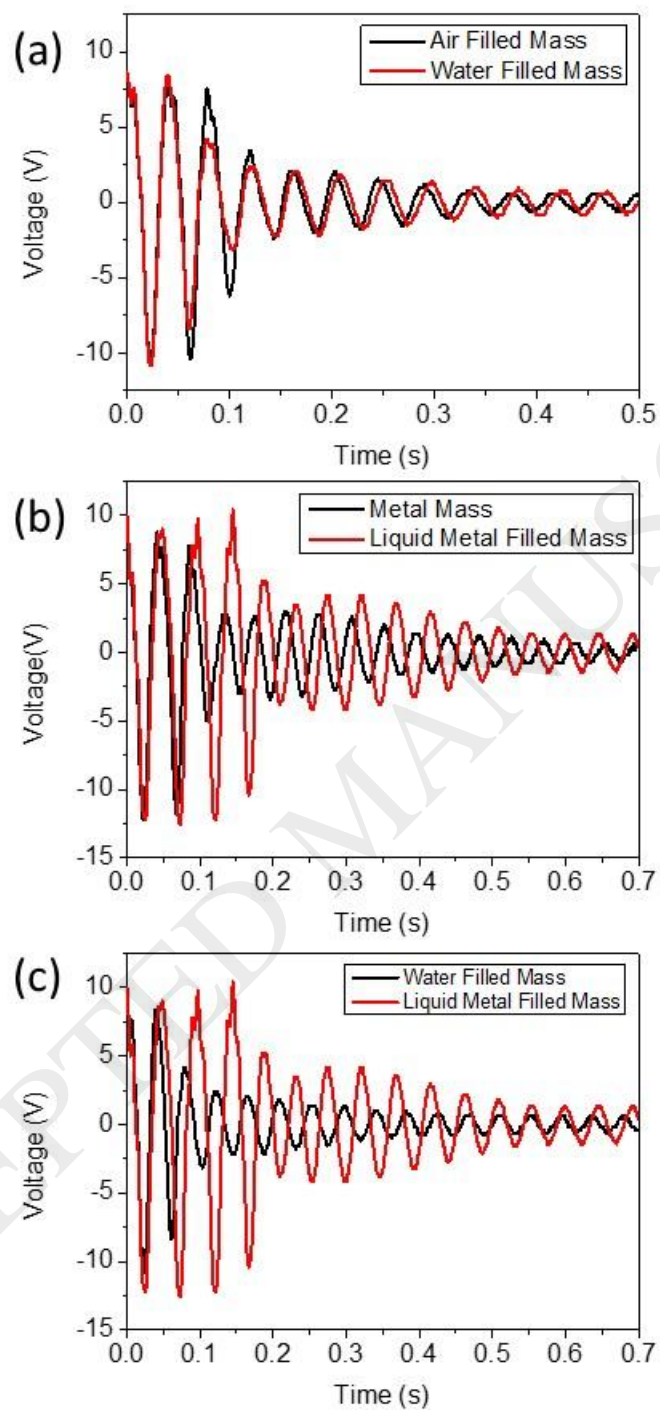 (a)
Air Filled Mass
Water Filled Mass
Voltage (V)
10
5
0
-5
-10
0.0 0.1 0.2 0.3 0.4 0.5
Time (s)
(b)
Metal Mass
Liquid Metal Filled Mass
Voltage(V)
10
5
0
-5
-10
-15
0.0 0.1 0.2 0.3 0.4 0.5 0.6 0.7
Time (s)
(c)
Water Filled Mass
Liquid Metal Filled Mass
Voltage (V)
10
5
0
-5
-10
-15
0.0 0.1 0.2 0.3 0.4 0.5 0.6 0.7
Time (s)
EPTED MANUS